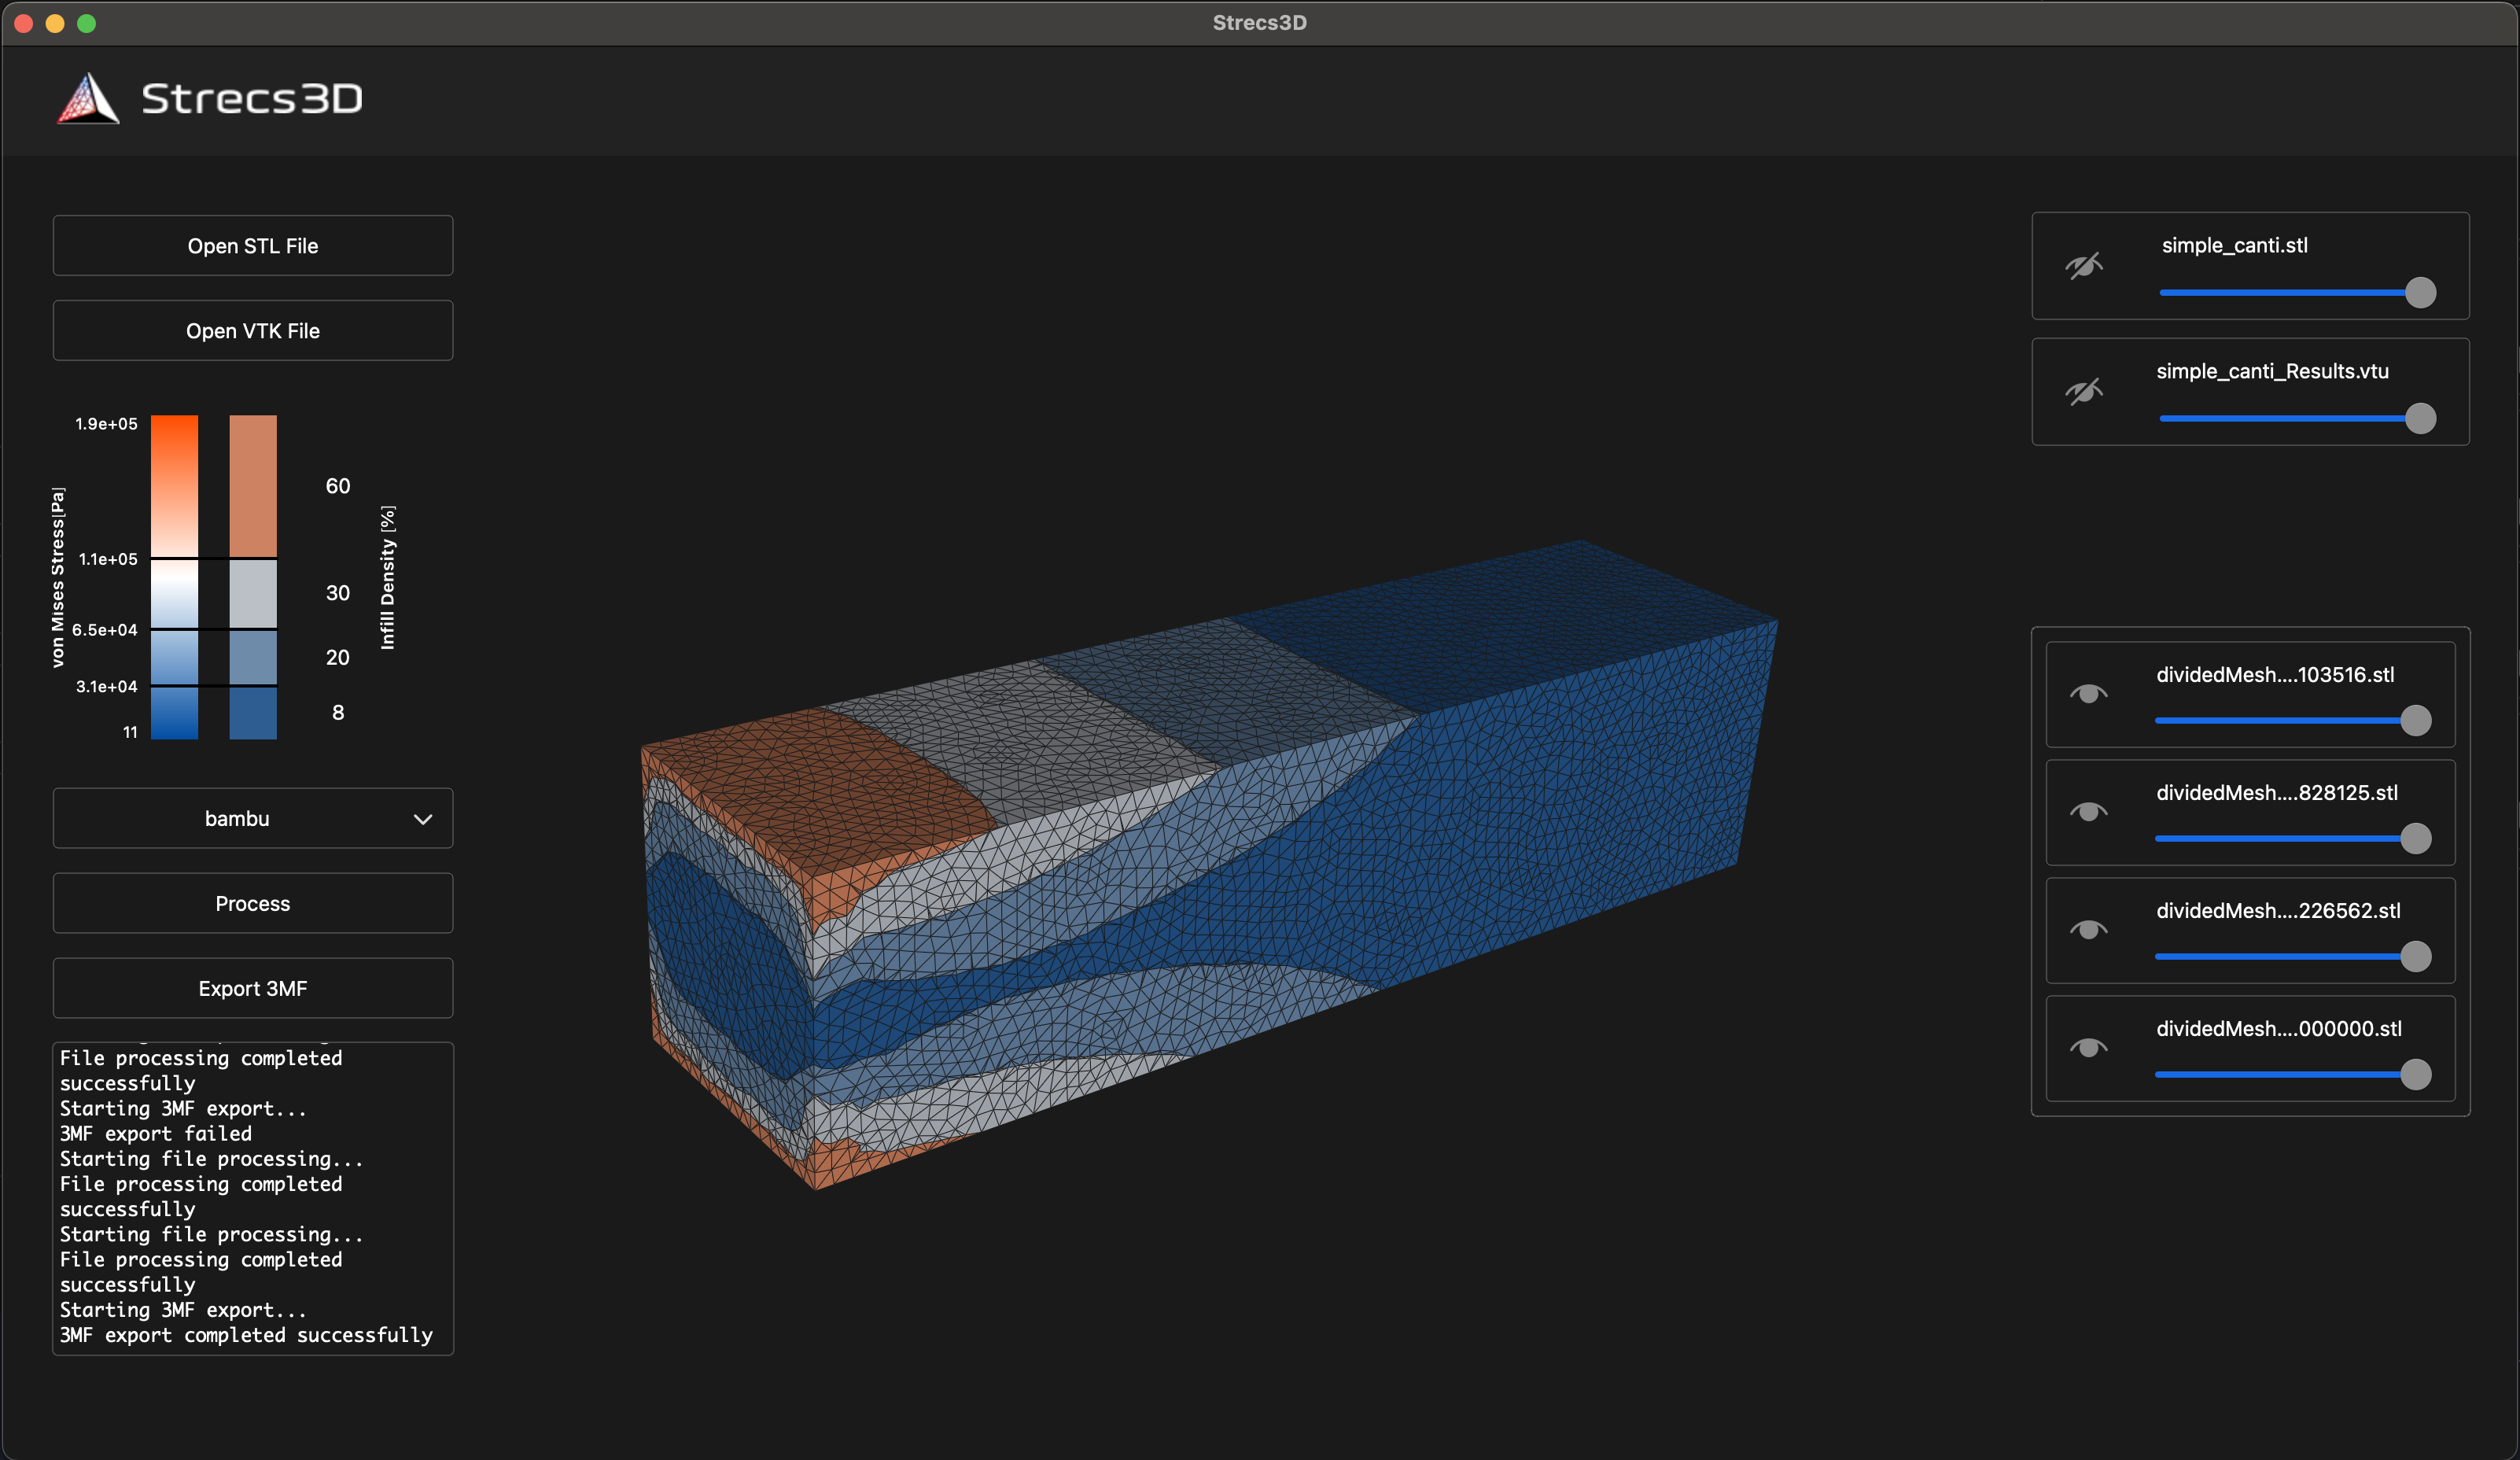 Strecs3D
Strecs3D
Open STL File
Open VTK File
von Mises Stress[Pa]
1.9e+05
1.1e+05
6.5e+04
3.1e+04
11
60
30
20
8
Infill Density [%]
bambu
Process
Export 3MF
File processing completed
successfully
Starting 3MF export...
3MF export failed
Starting file processing...
File processing completed
successfully
Starting file processing...
File processing completed
successfully
Starting 3MF export...
3MF export completed successfully
simple_canti.stl
simple_canti_Results.vtu
dividedMesh....103516.stl
dividedMesh....828125.stl
dividedMesh....226562.stl
dividedMesh....000000.stl